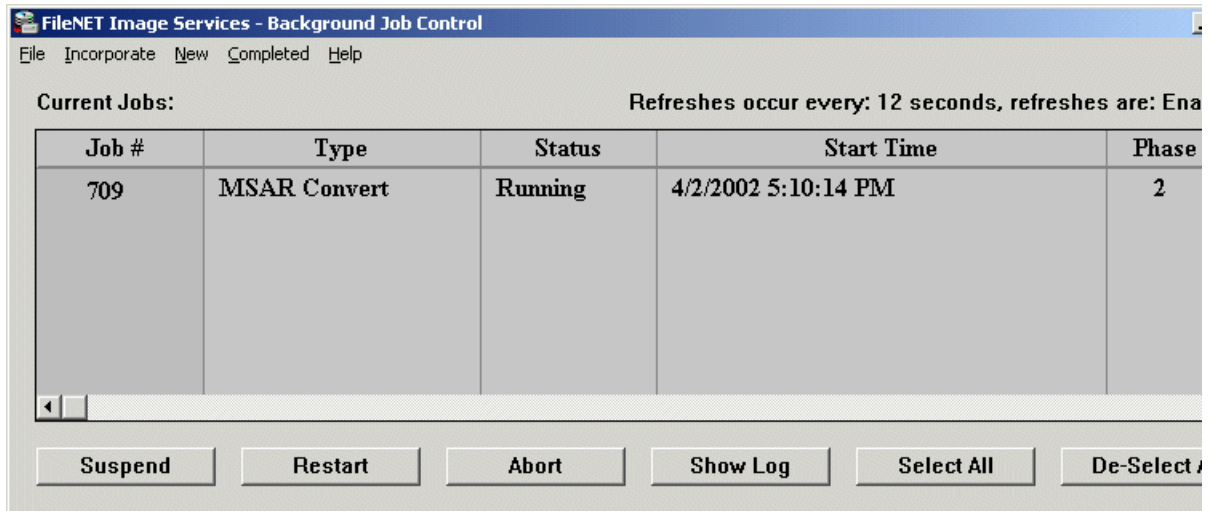 FileNET Image Services - Background Job Control
File Incorporate New Completed Help
Current Jobs: Refreshes occur every: 12 seconds, refreshes are: Ena
Job # Type Status Start Time Phase
709 MSAR Convert Running 4/2/2002 5:10:14 PM 2
Suspend Restart Abort Show Log Select All De-Select